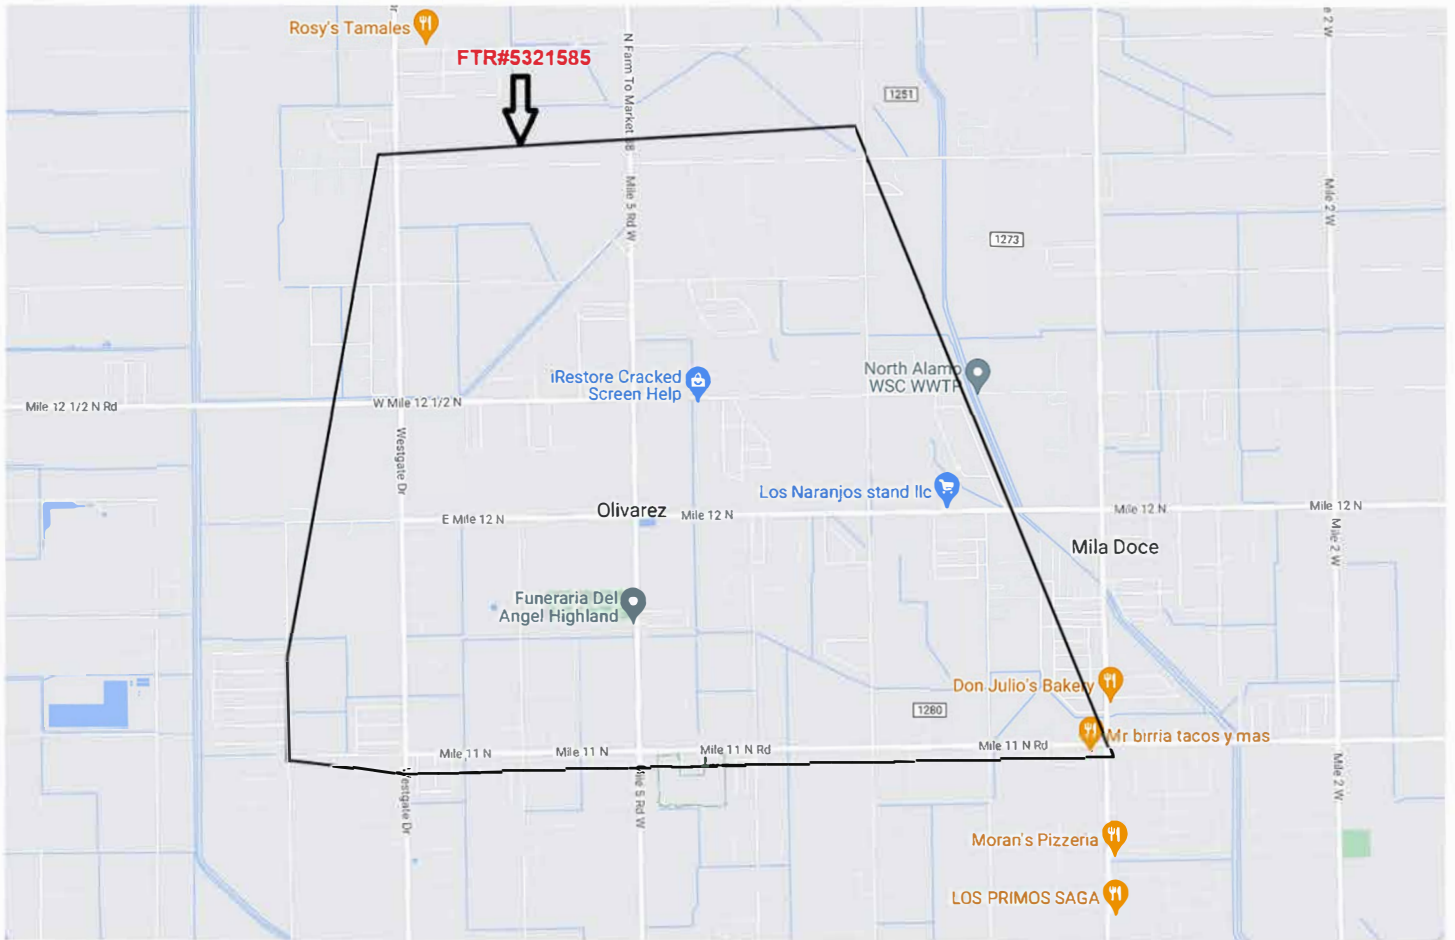 Rosy's Tamales
FTR#5321585
N Farm To Market
1251
Mile 5 Rd W
Mile 2 W
1273
North Alamo
WSC WWTP
iRestore Cracked
Screen Help
Mile 12 1/2 N Rd
W Mile 12 1/2 N
Westgate Dr
Los Naranjos stand llc
Olivarez
E Mile 12 N
Mile 12 N
Mile 12 N
Mile 12 N
Mile 2 W
Mila Doce
Funeraria Del
Angel Highland
Don Julio's Bakery
1280
Mr birria tacos y mas
Mile 11 N
Mile 11 N
Mile 11 N Rd
Mile 11 N Rd
Mile 2 W
estgate Dr
ile 5 Rd W
Moran's Pizzeria
LOS PRIMOS SAGA